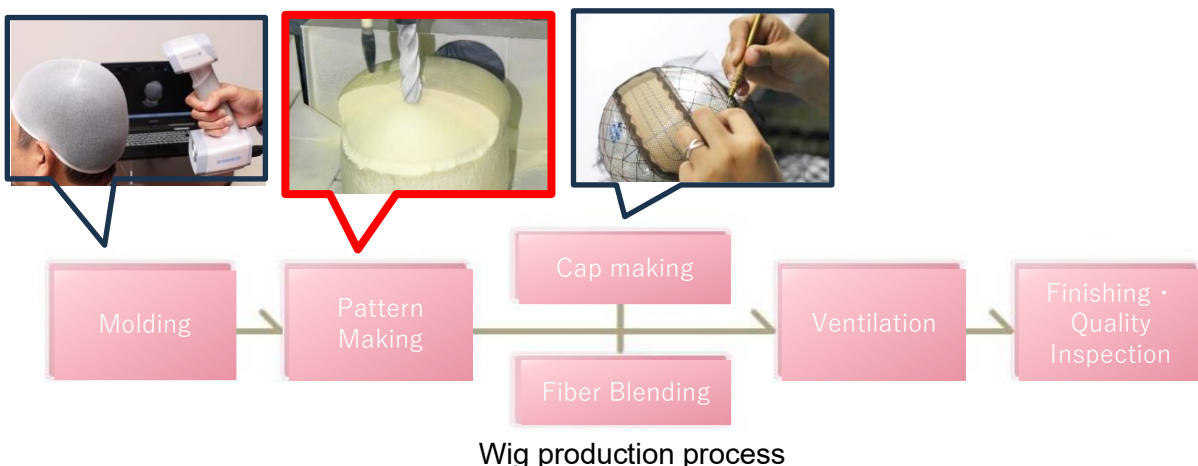 Molding
Pattern
Making
Cap making
Fiber Blending
Ventilation
Finishing・
Quality
Inspection
Wig production process